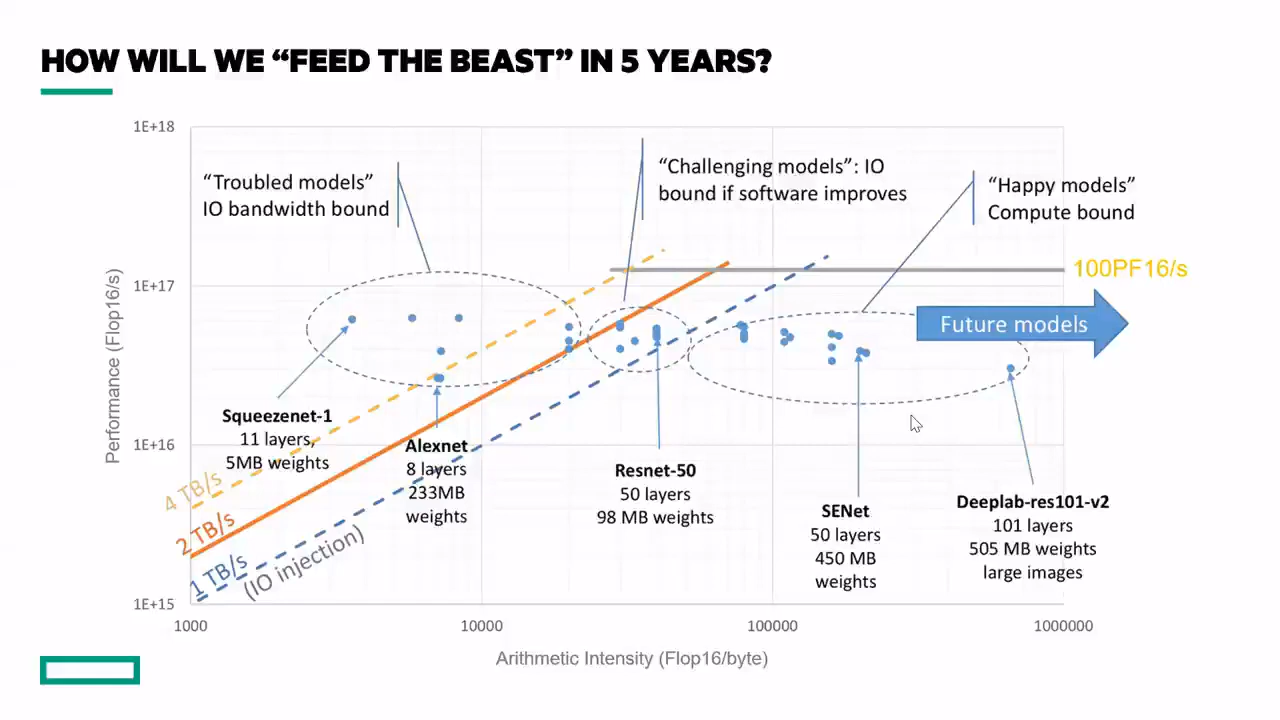 HOW WILL WE “FEED THE BEAST” IN 5 YEARS?
1E+18
1E+17
1E+16
1E+15
Performance (Flop16/s)
“Troubled models”
IO bandwidth bound
“Challenging models”: IO
bound if software improves
“Happy models”
Compute bound
100PF16/s
Future models
Squeezenet-1
11 layers,
5MB weights
Alexnet
8 layers
233MB
weights
Resnet-50
50 layers
98 MB weights
SENet
50 layers
450 MB
weights
Deeplab-res101-v2
101 layers
505 MB weights
large images
4 TB/s
2 TB/s
1 TB/s
(IO injection)
1000
10000
100000
1000000
Arithmetic Intensity (Flop16/byte)